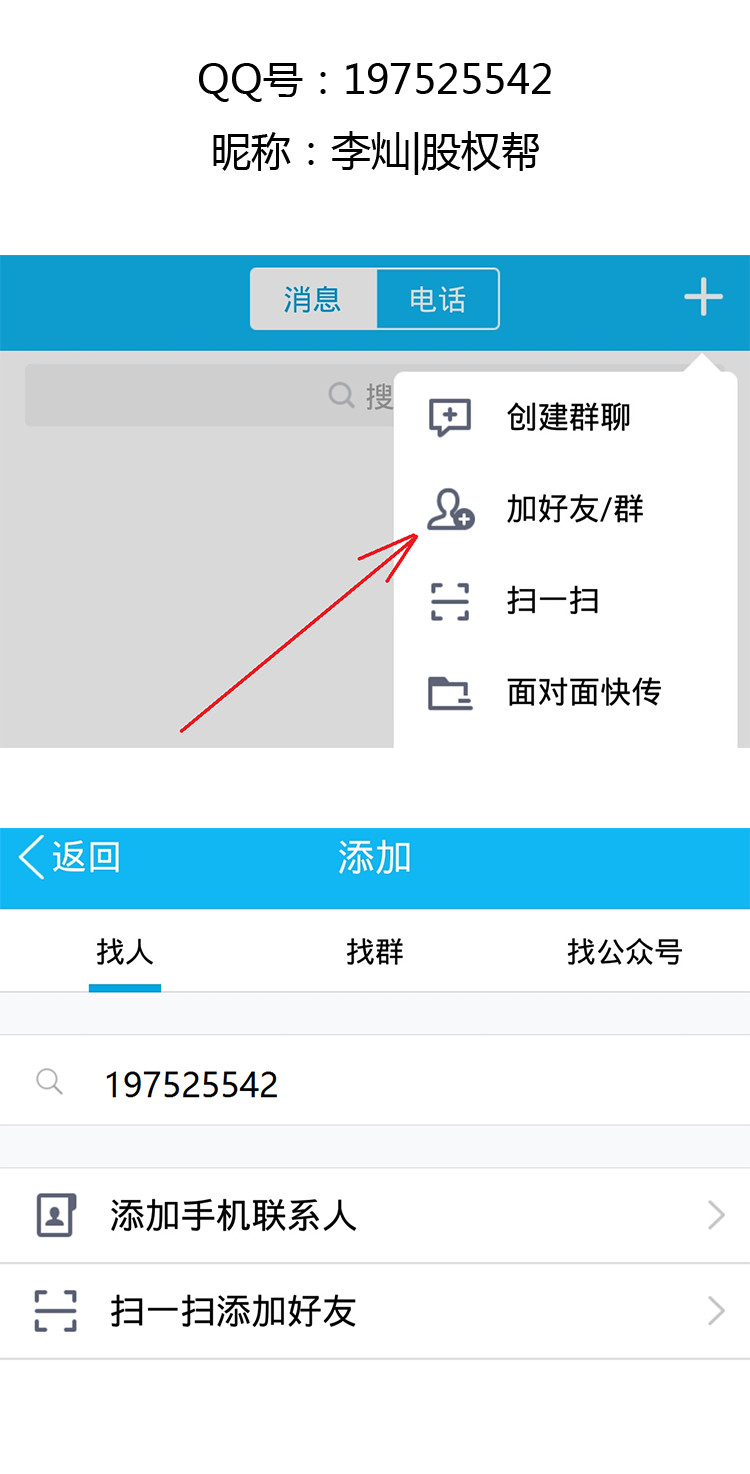 QQ号：197525542
昵称：李灿|股权帮
消息 电话
搜
创建群聊
加好友/群
扫一扫
面对面快传
返回 添加
找人 找群 找公众号
197525542
添加手机联系人
扫一扫添加好友